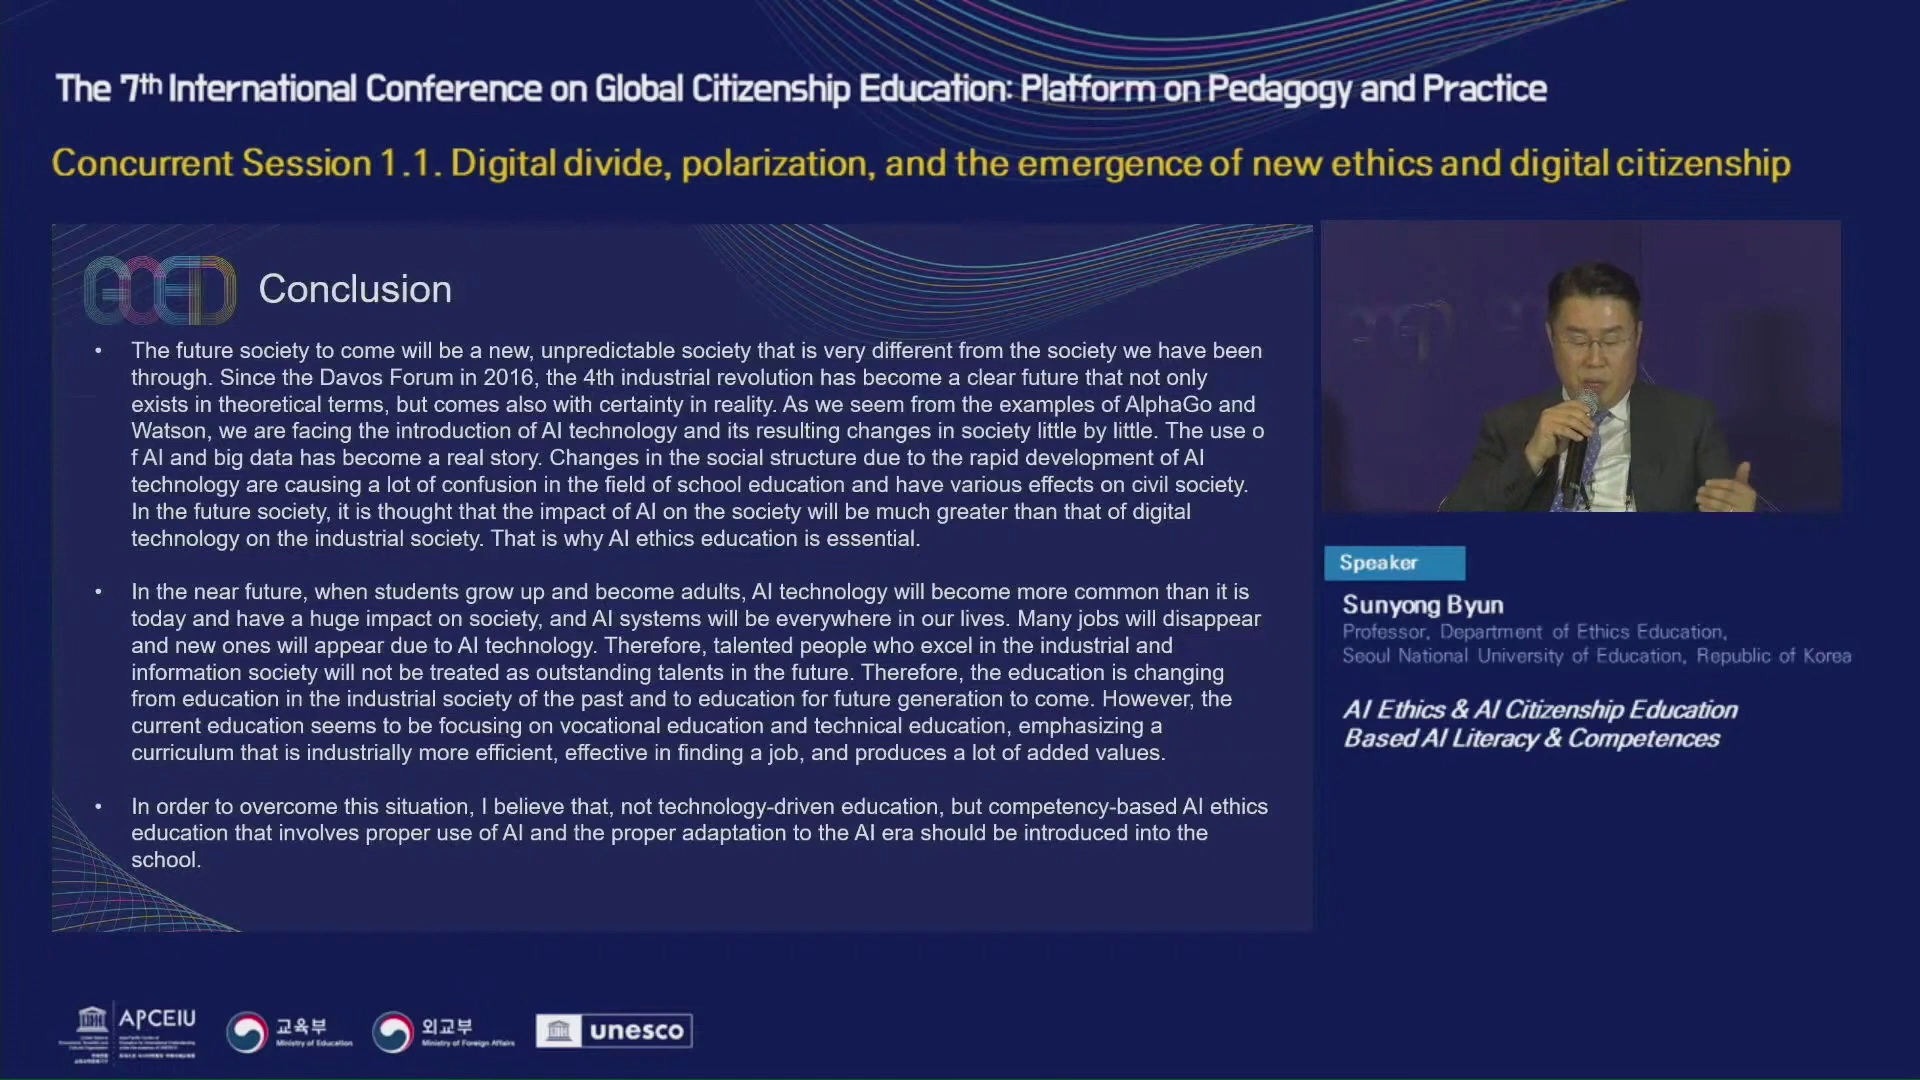 The 7th International Conference on Global Citizenship Education: Platform on Pedagogy and Practice
Concurrent Session 1.1. Digital divide, polarization, and the emergence of new ethics and digital citizenship
GCED Conclusion
• The future society to come will be a new, unpredictable society that is very different from the society we have been
through. Since the Davos Forum in 2016, the 4th industrial revolution has become a clear future that not only
exists in theoretical terms, but comes also with certainty in reality. As we seem from the examples of AlphaGo and
Watson, we are facing the introduction of AI technology and its resulting changes in society little by little. The use o
f AI and big data has become a real story. Changes in the social structure due to the rapid development of AI
technology are causing a lot of confusion in the field of school education and have various effects on civil society.
In the future society, it is thought that the impact of AI on the society will be much greater than that of digital
technology on the industrial society. That is why AI ethics education is essential.
• In the near future, when students grow up and become adults, AI technology will become more common than it is
today and have a huge impact on society, and AI systems will be everywhere in our lives. Many jobs will disappear
and new ones will appear due to AI technology. Therefore, talented people who excel in the industrial and
information society will not be treated as outstanding talents in the future. Therefore, the education is changing
from education in the industrial society of the past and to education for future generation to come. However, the
current education seems to be focusing on vocational education and technical education, emphasizing a
curriculum that is industrially more efficient, effective in finding a job, and produces a lot of added values.
• In order to overcome this situation, I believe that, not technology-driven education, but competency-based AI ethics
education that involves proper use of AI and the proper adaptation to the AI era should be introduced into the
school.
Speaker
Sunyong Byun
Professor, Department of Ethics Education,
Seoul National University of Education, Republic of Korea
AI Ethics & AI Citizenship Education
Based AI Literacy & Competences
APCEIU
교육부
Ministry of Education
외교부
Ministry of Foreign Affairs
unesco